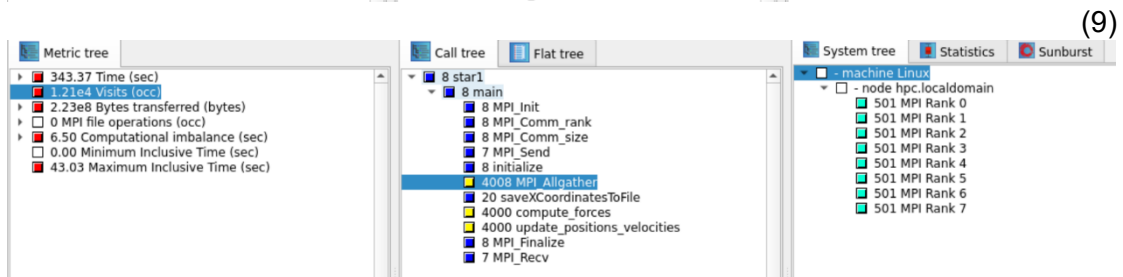 (9)
Metric tree
343.37 Time (sec)
1.21e4 Visits (occ)
2.23e8 Bytes transferred (bytes)
0 MPI file operations (occ)
6.50 Computational imbalance (sec)
0.00 Minimum Inclusive Time (sec)
43.03 Maximum Inclusive Time (sec)
Call tree Flat tree
8 star1
8 main
8 MPI_Init
8 MPI_Comm_rank
8 MPI_Comm_size
7 MPI_Send
8 initialize
4008 MPI_Allgather
20 saveXCoordinatesToFile
4000 compute_forces
4000 update_positions_velocities
8 MPI_Finalize
7 MPI_Recv
System tree Statistics Sunburst
- machine Linux
- node hpc.localdomain
501 MPI Rank 0
501 MPI Rank 1
501 MPI Rank 2
501 MPI Rank 3
501 MPI Rank 4
501 MPI Rank 5
501 MPI Rank 6
501 MPI Rank 7